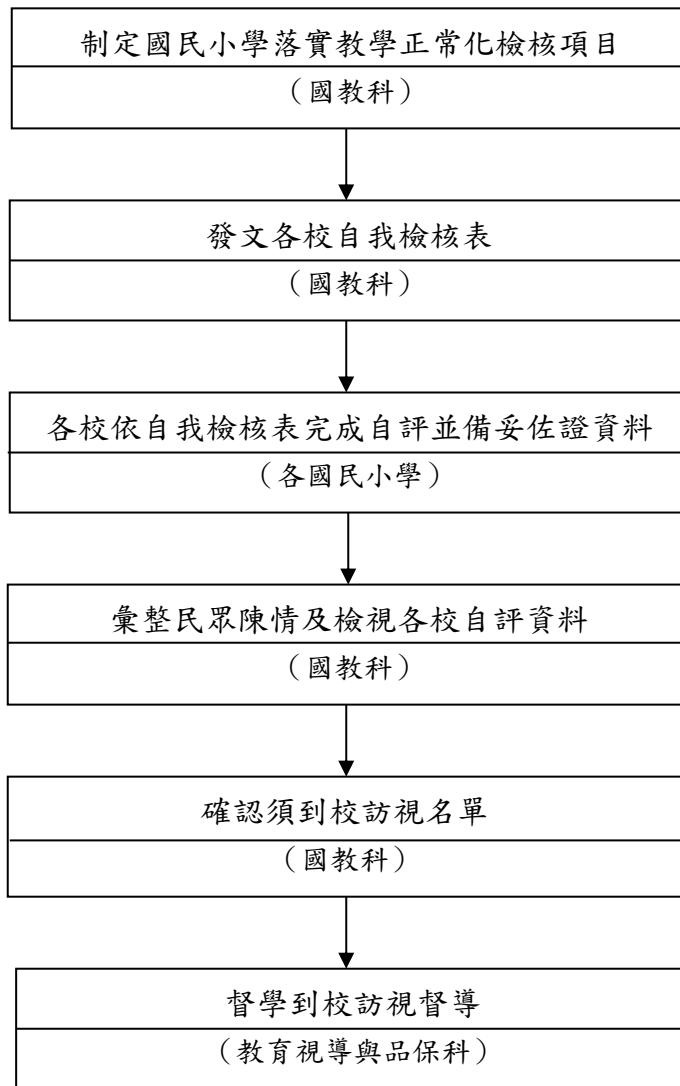 制定國民小學落實教學正常化檢核項目
（國教科）
發文各校自我檢核表
（國教科）
各校依自我檢核表完成自評並備妥佐證資料
（各國民小學）
彙整民眾陳情及檢視各校自評資料
（國教科）
確認須到校訪視名單
（國教科）
督學到校訪視督導
（教育視導與品保科）